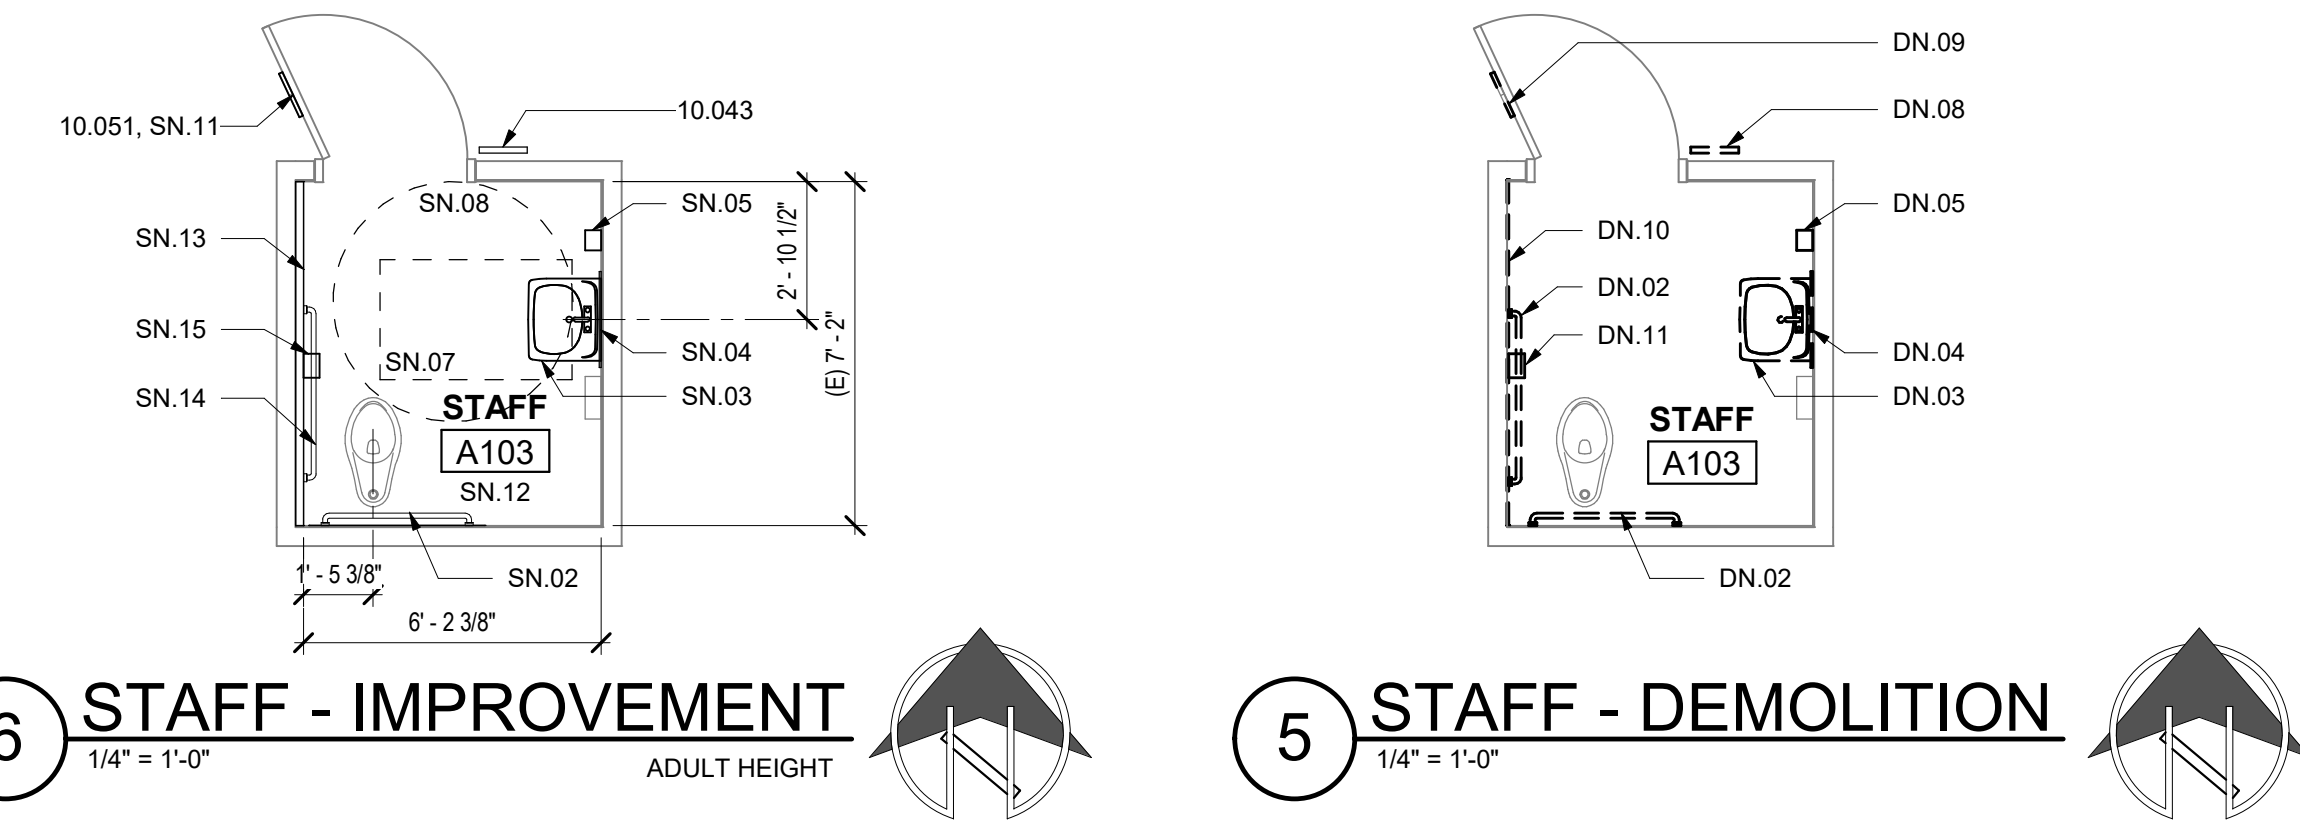 10.051, SN.11
10.043
SN.08
SN.05
SN.13
2' - 10 1/2"
(E) 7' - 2"
SN.15
SN.07
SN.04
SN.14
SN.03
STAFF
A103
SN.12
1' - 5 3/8"
SN.02
6' - 2 3/8"
6
STAFF - IMPROVEMENT
1/4" = 1'-0"
ADULT HEIGHT
N
DN.09
DN.08
DN.05
DN.10
DN.02
DN.11
DN.04
DN.03
STAFF
A103
DN.02
5
STAFF - DEMOLITION
1/4" = 1'-0"
N